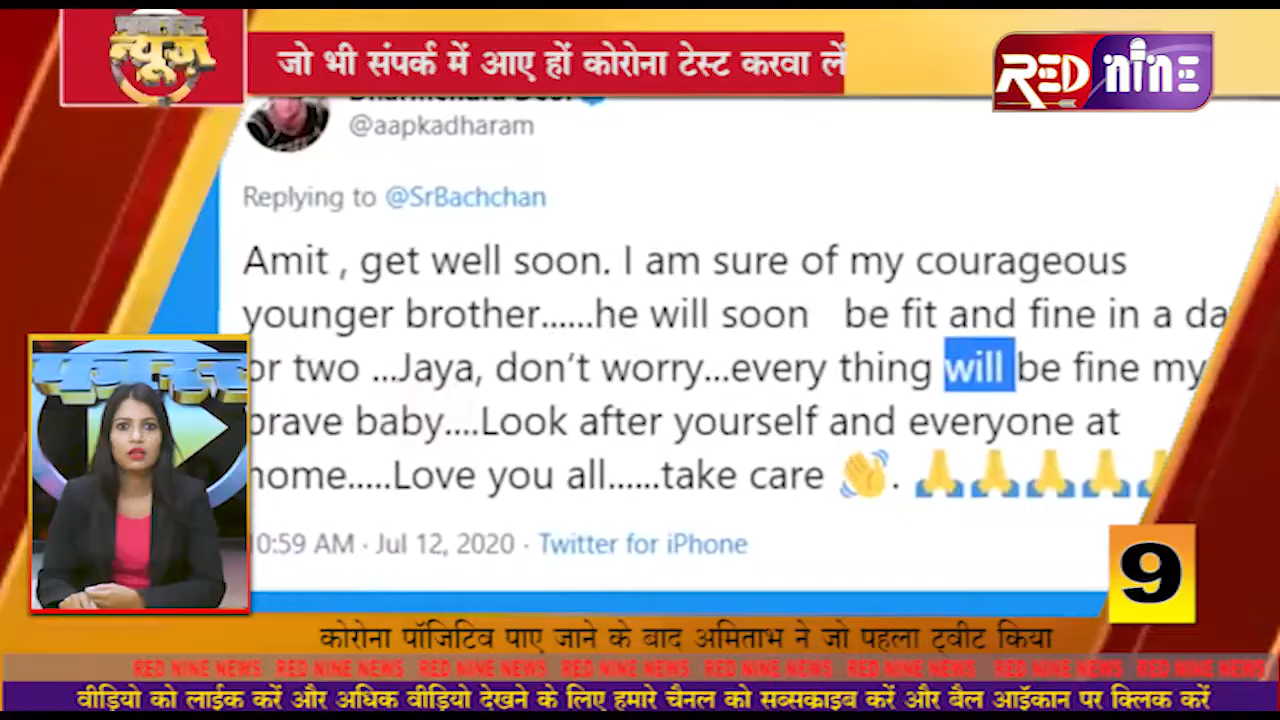 न्यूज़
जो भी संपर्क में आए हों कोरोना टेस्ट करवा लें
RED NINE
@aapkadharam
Replying to @SrBachchan
Amit , get well soon. I am sure of my courageous
younger brother......he will soon be fit and fine in a da
or two ...Jaya, don't worry...every thing will be fine my
brave baby....Look after yourself and everyone at
home.....Love you all......take care 👋. 🙏🙏🙏🙏🙏
10:59 AM · Jul 12, 2020 · Twitter for iPhone
9
कोरोना पॉजिटिव पाए जाने के बाद अमिताभ ने जो पहला ट्वीट किया
RED NINE NEWS RED NINE NEWS RED NINE NEWS RED NINE NEWS RED NINE NEWS RED NINE NEWS RED NINE NEWS RED NINE NEWS
वीडियो को लाईक करें और अधिक वीडियो देखने के लिए हमारे चैनल को सब्सक्राइब करें और बैल आईकान पर क्लिक करें